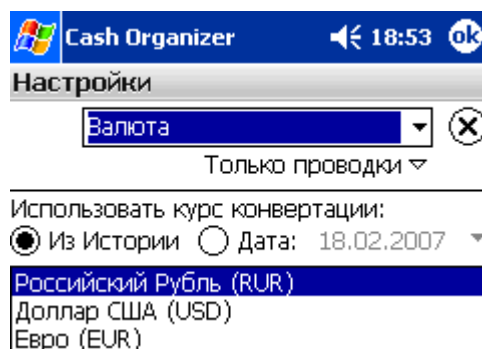 Cash Organizer 18:53 ok
Настройки
Валюта
Только проводки
Использовать курс конвертации:
Из Истории Дата: 18.02.2007
Российский Рубль (RUR)
Доллар США (USD)
Евро (EUR)